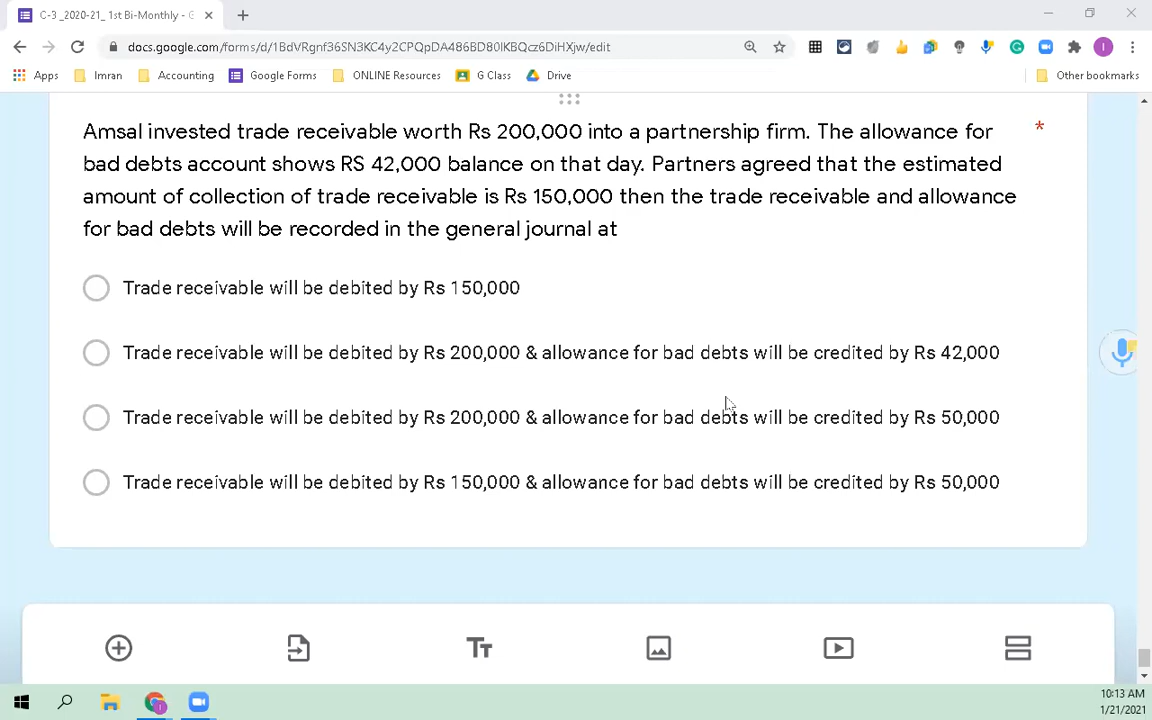 C-3 _2020-21_ 1st Bi-Monthly - G
docs.google.com/forms/d/1BdVRgnf36SN3KC4y2CPQpDA486BD80IKBQcz6DiHXjw/edit
Apps Imran Accounting Google Forms ONLINE Resources G Class Drive Other bookmarks
Amsal invested trade receivable worth Rs 200,000 into a partnership firm. The allowance for *
bad debts account shows RS 42,000 balance on that day. Partners agreed that the estimated
amount of collection of trade receivable is Rs 150,000 then the trade receivable and allowance
for bad debts will be recorded in the general journal at
Trade receivable will be debited by Rs 150,000
Trade receivable will be debited by Rs 200,000 & allowance for bad debts will be credited by Rs 42,000
Trade receivable will be debited by Rs 200,000 & allowance for bad debts will be credited by Rs 50,000
Trade receivable will be debited by Rs 150,000 & allowance for bad debts will be credited by Rs 50,000
Tт
10:13 AM
1/21/2021